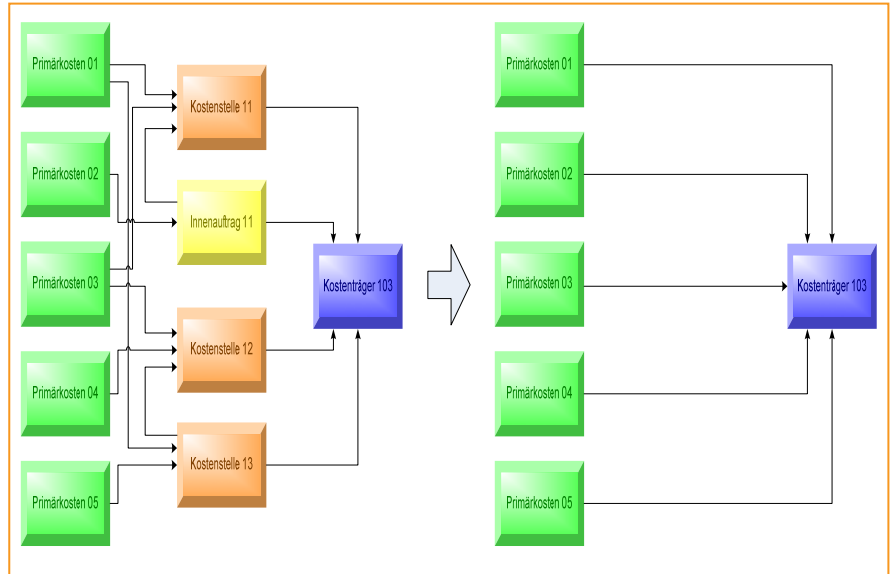 Primärkosten 01
Primärkosten 02
Primärkosten 03
Primärkosten 04
Primärkosten 05
Kostenstelle 11
Innenauftrag 11
Kostenstelle 12
Kostenstelle 13
Kostenträger 103
Primärkosten 01
Primärkosten 02
Primärkosten 03
Primärkosten 04
Primärkosten 05
Kostenträger 103